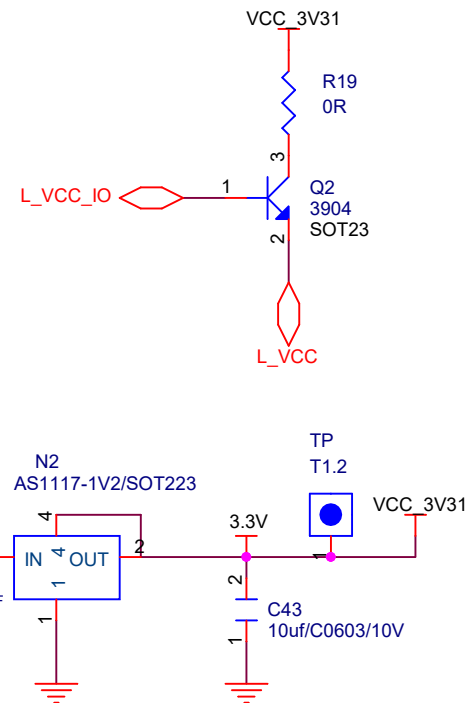 VCC_3V31
R19
0R
3
L_VCC_IO
1
Q2
3904
SOT23
2
L_VCC
TP
T1.2
N2
AS1117-1V2/SOT223
VCC_3V31
4
3.3V
IN
4
OUT
2
1
1
2
1
C43
10uf/C0603/10V
1